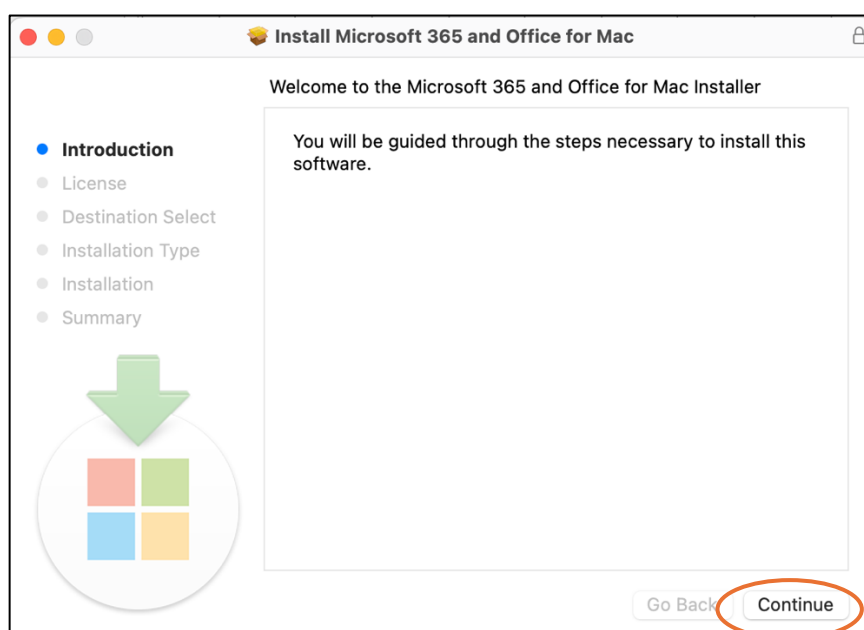 Install Microsoft 365 and Office for Mac
Welcome to the Microsoft 365 and Office for Mac Installer
Introduction
License
Destination Select
Installation Type
Installation
Summary
You will be guided through the steps necessary to install this
software.
Go Back
Continue